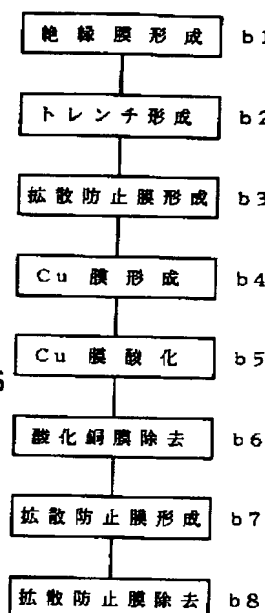 絶縁膜形成 b1
トレンチ形成 b2
拡散防止膜形成 b3
Cu膜形成 b4
Cu膜酸化 b5
酸化銅膜除去 b6
拡散防止膜形成 b7
拡散防止膜除去 b8